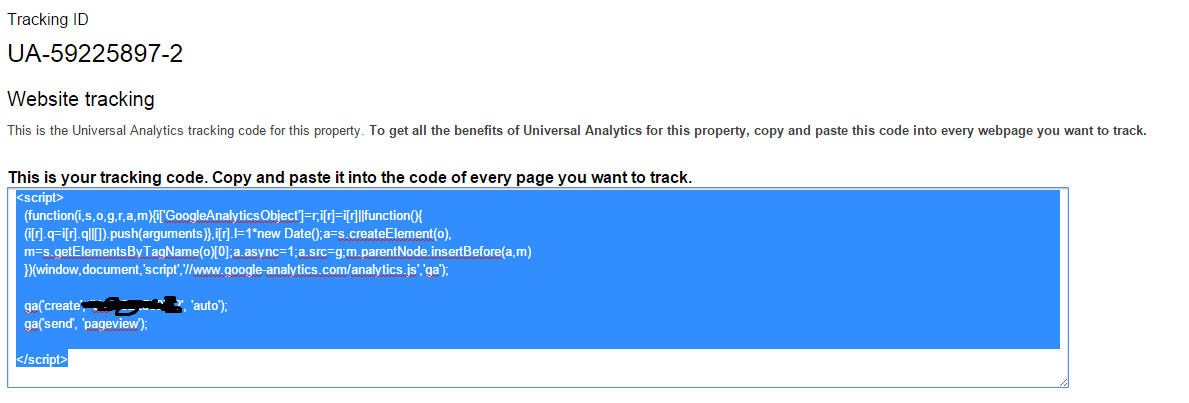 Tracking ID
UA-59225897-2
Website tracking
This is the Universal Analytics tracking code for this property. To get all the benefits of Universal Analytics for this property, copy and paste this code into every webpage you want to track.
This is your tracking code. Copy and paste it into the code of every page you want to track.
<script>
(function(i,s,o,g,r,a,m){i['GoogleAnalyticsObject']=r;i[r]=i[r]||function(){
(i[r].q=i[r].q||[]).push(arguments)},i[r].l=1*new Date();a=s.createElement(o),
m=s.getElementsByTagName(o)[0];a.async=1;a.src=g;m.parentNode.insertBefore(a,m)
})(window,document,'script','//www.google-analytics.com/analytics.js','ga');
ga('create', ', 'auto');
ga('send', 'pageview');
</script>